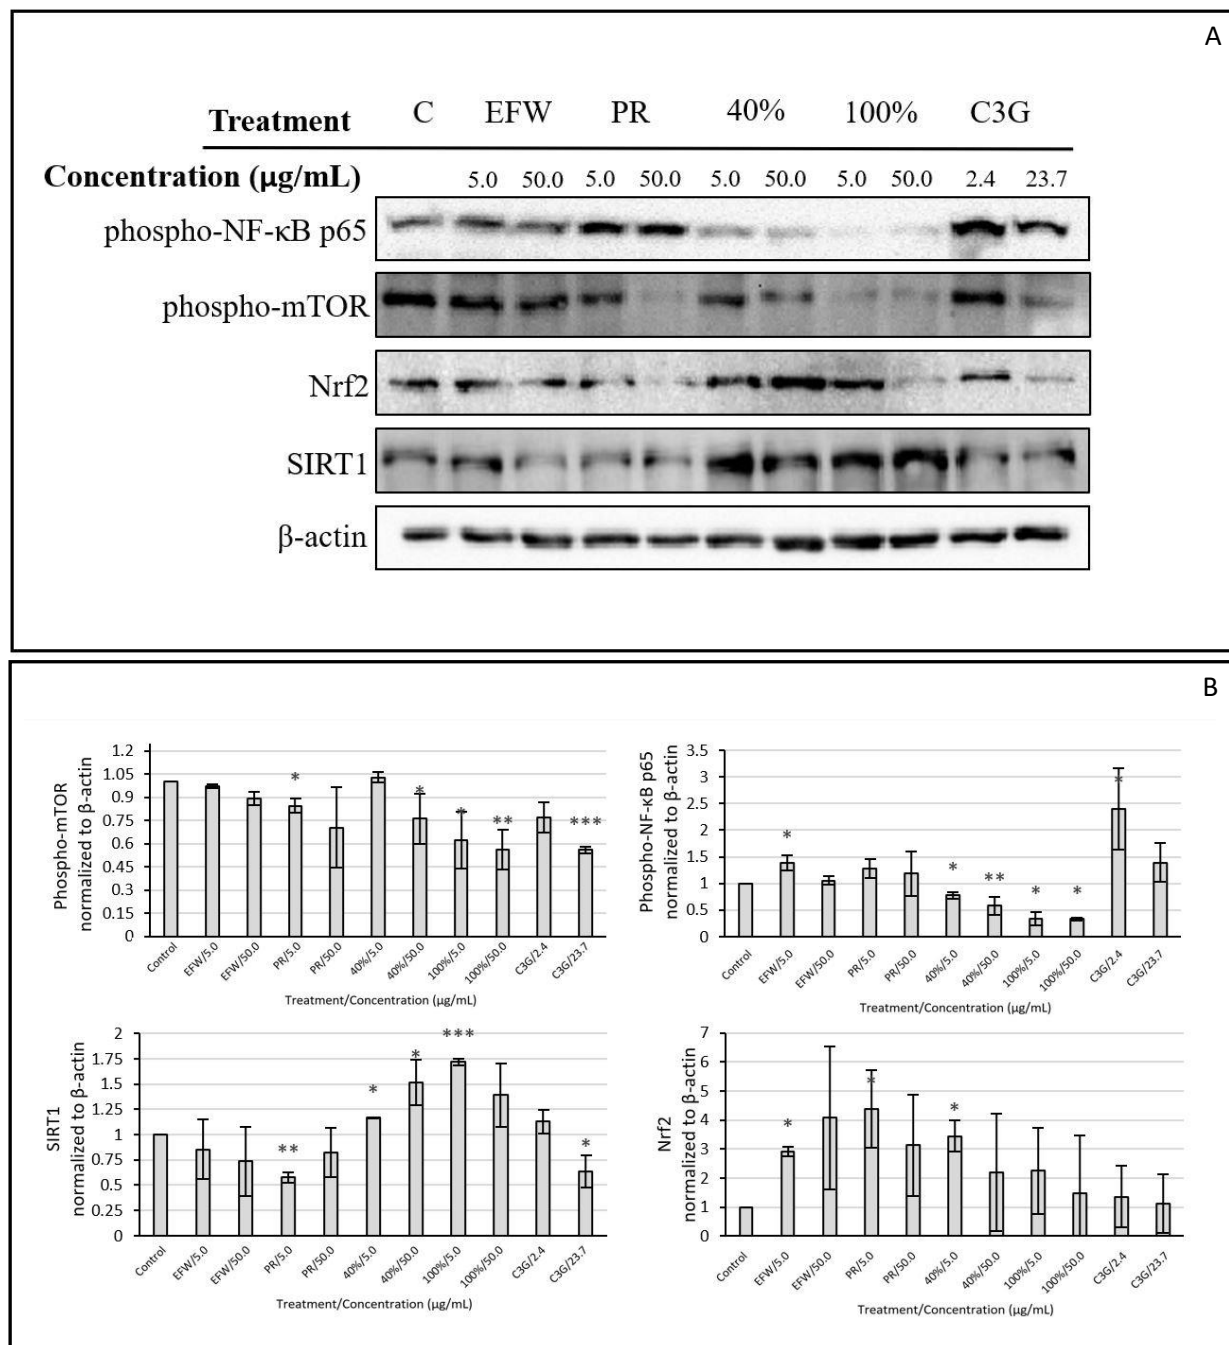 A
Treatment C EFW PR 40% 100% C3G
Concentration (μg/mL) 5.0 50.0 5.0 50.0 5.0 50.0 5.0 50.0 2.4 23.7
phospho-NF-κB p65
phospho-mTOR
Nrf2
SIRT1
β-actin
B
Phospho-mTOR
normalized to β-actin
1.2
1.05
0.9
0.75
0.6
0.45
0.3
0.15
0
* * * ** ***
Control EFW/5.0 EFW/50.0 PR/5.0 PR/50.0 40%/5.0 40%/50.0 100%/5.0 100%/50.0 C3G/2.4 C3G/23.7
Treatment/Concentration (μg/mL)
Phospho-NF-κB p65
normalized to β-actin
3.5
3
2.5
2
1.5
1
0.5
0
* * ** * * *
Control EFW/5.0 EFW/50.0 PR/5.0 PR/50.0 40%/5.0 40%/50.0 100%/5.0 100%/50.0 C3G/2.4 C3G/23.7
Treatment/Concentration (μg/mL)
SIRT1
normalized to β-actin
2
1.75
1.5
1.25
1
0.75
0.5
0.25
0
** * * *** *
Control EFW/5.0 EFW/50.0 PR/5.0 PR/50.0 40%/5.0 40%/50.0 100%/5.0 100%/50.0 C3G/2.4 C3G/23.7
Treatment/Concentration (μg/mL)
Nrf2
normalized to β-actin
7
6
5
4
3
2
1
0
* * *
Control EFW/5.0 EFW/50.0 PR/5.0 PR/50.0 40%/5.0 40%/50.0 100%/5.0 100%/50.0 C3G/2.4 C3G/23.7
Treatment/Concentration (μg/mL)